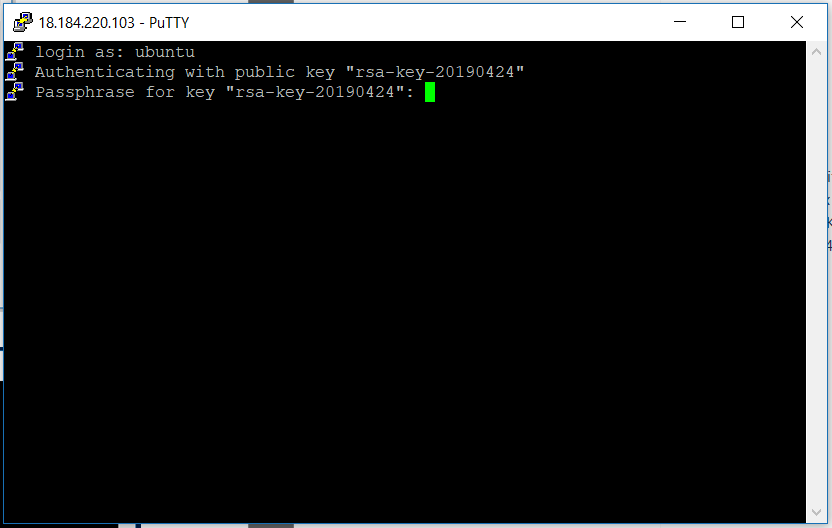 18.184.220.103 - PuTTY
login as: ubuntu
Authenticating with public key "rsa-key-20190424"
Passphrase for key "rsa-key-20190424":